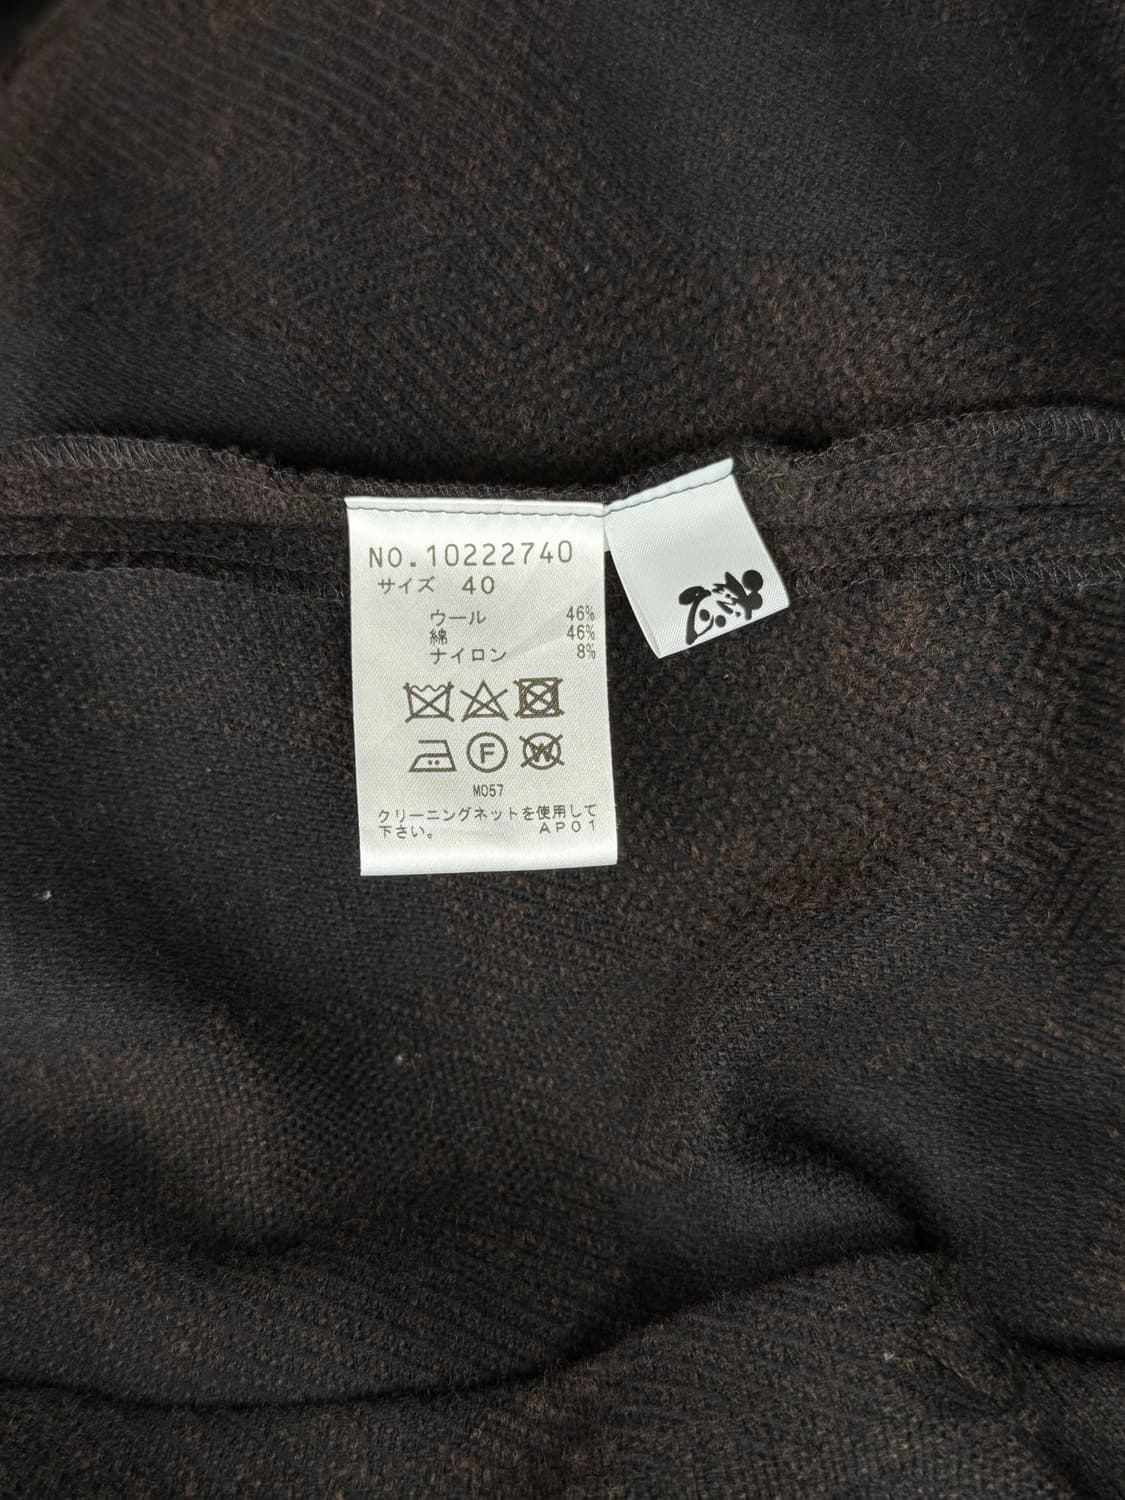 NO.10222740
サイズ 40
ウール 46%
綿 46%
ナイロン 8%
F W
M057
クリーニングネットを使用して
下さい。 AP01